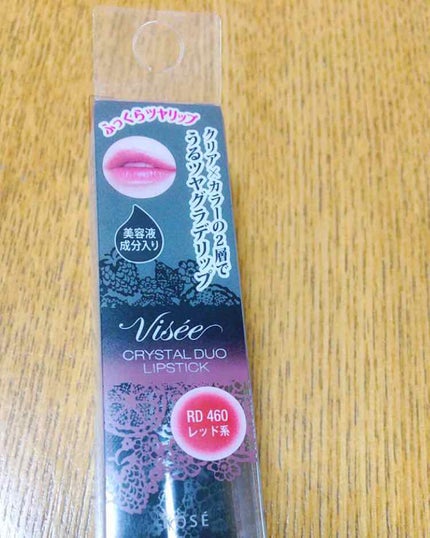 ふっくらツヤリップ
クリア×カラーの2層で
うるツヤグラデリップ
美容液
成分入り
Visée
CRYSTAL DUO
LIPSTICK
RD 460
レッド系
KOSÉ